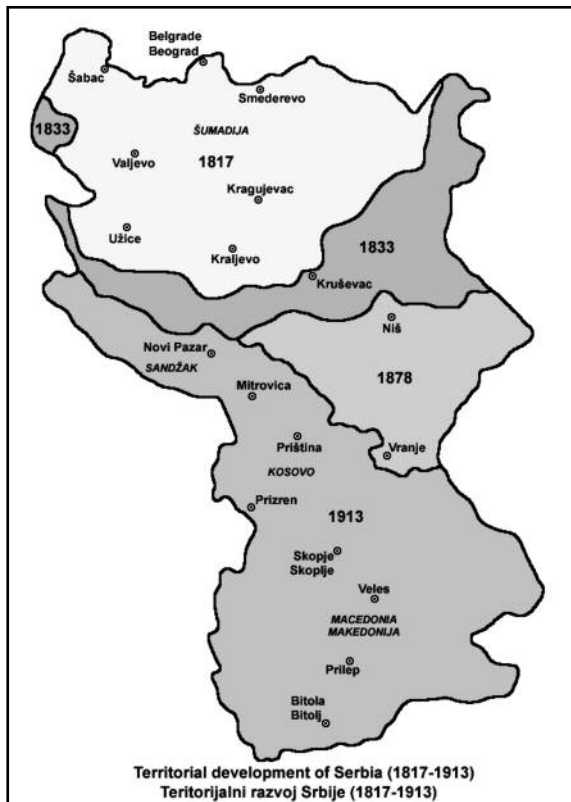 Belgrade
Beograd
Šabac
Smederevo
1833
ŠUMADIJA
Valjevo
1817
Kragujevac
Užice
Kraljevo
1833
Kruševac
Niš
Novi Pazar
SANDŽAK
1878
Mitrovica
Priština
Vranje
KOSOVO
Prizren
1913
Skopje
Skoplje
Veles
MACEDONIA
MAKEDONIJA
Prilep
Bitola
Bitolj
Territorial development of Serbia (1817-1913)
Teritorijalni razvoj Srbije (1817-1913)